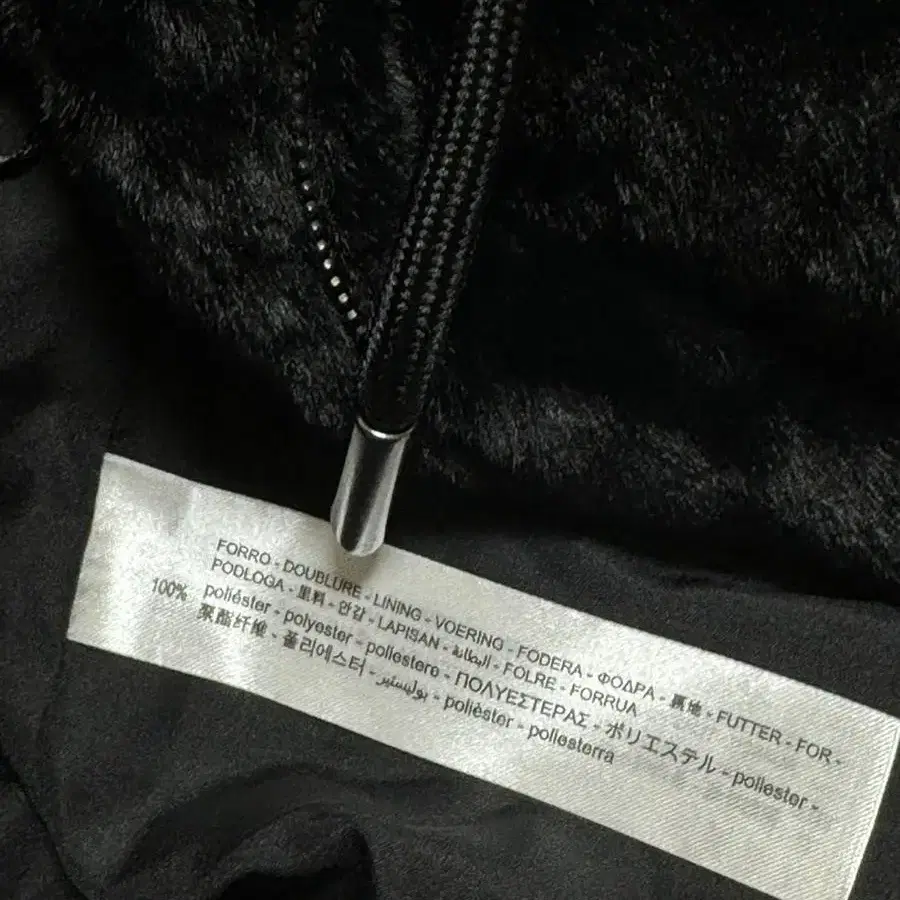 FORRO - DOUBLURE - LINING - VOERING - FODERA - ΦΟΔΡΑ - 裏地 - FUTTER - FOR -
PODLOGA - 里料 - 안감 - LAPISAN - البطانة - FOLRE - FORRUA
100% poliéster - polyester - poliestere - ΠΟΛΥΕΣΤΕΡΑΣ - ポリエステル - poliester -
聚酯纤维 - 폴리에스터 - بوليستير - polièster - poliesterra